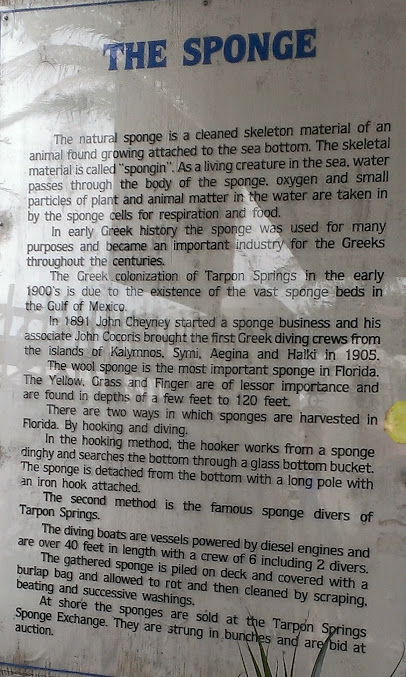 THE SPONGE
The natural sponge is a cleaned skeleton material of an
animal found growing attached to the sea bottom. The skeletal
material is called "spongin". As a living creature in the sea, water
passes through the body of the sponge, oxygen and small
particles of plant and animal matter in the water are taken in
by the sponge cells for respiration and food.
In early Greek history the sponge was used for many
purposes and became an important industry for the Greeks
throughout the centuries.
The Greek colonization of Tarpon Springs in the early
1900's is due to the existence of the vast sponge beds in
the Gulf of Mexico.
In 1891 John Cheyney started a sponge business and his
associate John Cocoris brought the first Greek diving crews from
the islands of Kalymnos, Symi, Aegina and Halki in 1905.
The wool sponge is the most important sponge in Florida.
The Yellow, Grass and Finger are of lessor importance and
are found in depths of a few feet to 120 feet.
There are two ways in which sponges are harvested in
Florida. By hooking and diving.
In the hooking method, the hooker works from a sponge
dinghy and searches the bottom through a glass bottom bucket.
The sponge is detached from the bottom with a long pole with
an iron hook attached.
The second method is the famous sponge divers of
Tarpon Springs.
The diving boats are vessels powered by diesel engines and
are over 40 feet in length with a crew of 6 including 2 divers.
The gathered sponge is piled on deck and covered with a
burlap bag and allowed to rot and then cleaned by scraping,
beating and successive washings.
At shore the sponges are sold at the Tarpon Springs
Sponge Exchange. They are strung in bunches and are bid at
auction.